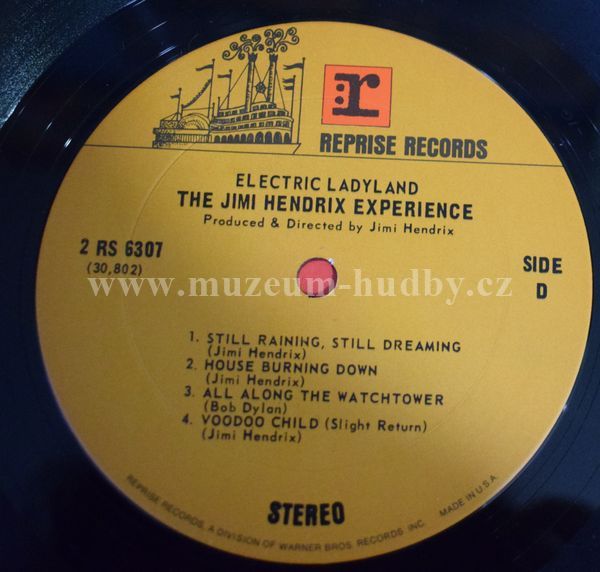 r
REPRISE RECORDS
ELECTRIC LADYLAND
THE JIMI HENDRIX EXPERIENCE
Produced & Directed by Jimi Hendrix
2 RS 6307
(30,802)
SIDE
D
www.muzeum-hudby.cz
1. STILL RAINING, STILL DREAMING
(Jimi Hendrix)
2. HOUSE BURNING DOWN
(Jimi Hendrix)
3. ALL ALONG THE WATCHTOWER
(Bob Dylan)
4. VOODOO CHILD (Slight Return)
(Jimi Hendrix)
STEREO
REPRISE RECORDS, A DIVISION OF WARNER BROS. RECORDS, INC. MADE IN U.S.A.